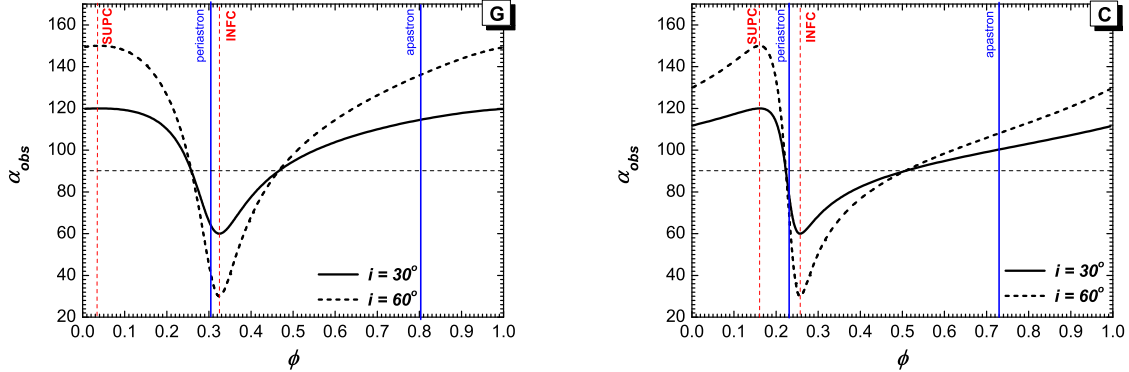 G
SUPC
periastron
INFC
apastron
α_obs
160
140
120
100
80
60
40
20
i = 30°
i = 60°
0.0 0.1 0.2 0.3 0.4 0.5 0.6 0.7 0.8 0.9 1.0
ϕ
C
SUPC
periastron
INFC
apastron
α_obs
160
140
120
100
80
60
40
20
i = 30°
i = 60°
0.0 0.1 0.2 0.3 0.4 0.5 0.6 0.7 0.8 0.9 1.0
ϕ